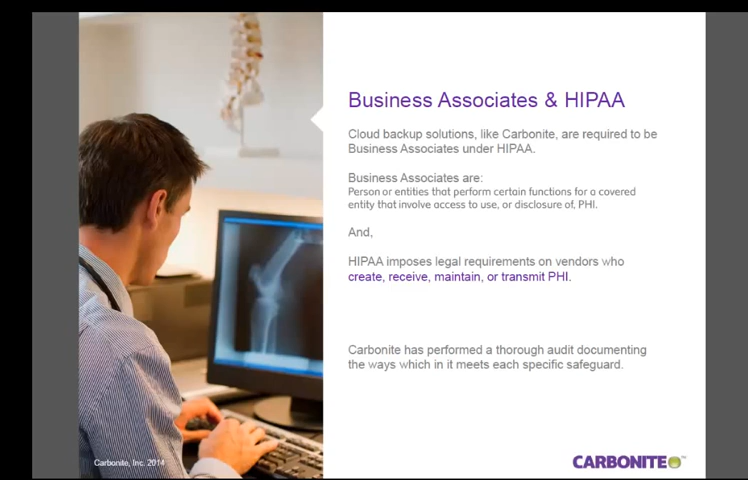 Business Associates & HIPAA
Cloud backup solutions, like Carbonite, are required to be
Business Associates under HIPAA.
Business Associates are:
Person or entities that perform certain functions for a covered
entity that involve access to use, or disclosure of, PHI.
And,
HIPAA imposes legal requirements on vendors who
create, receive, maintain, or transmit PHI.
Carbonite has performed a thorough audit documenting
the ways which in it meets each specific safeguard.
Carbonite, Inc. 2014
CARBONITE